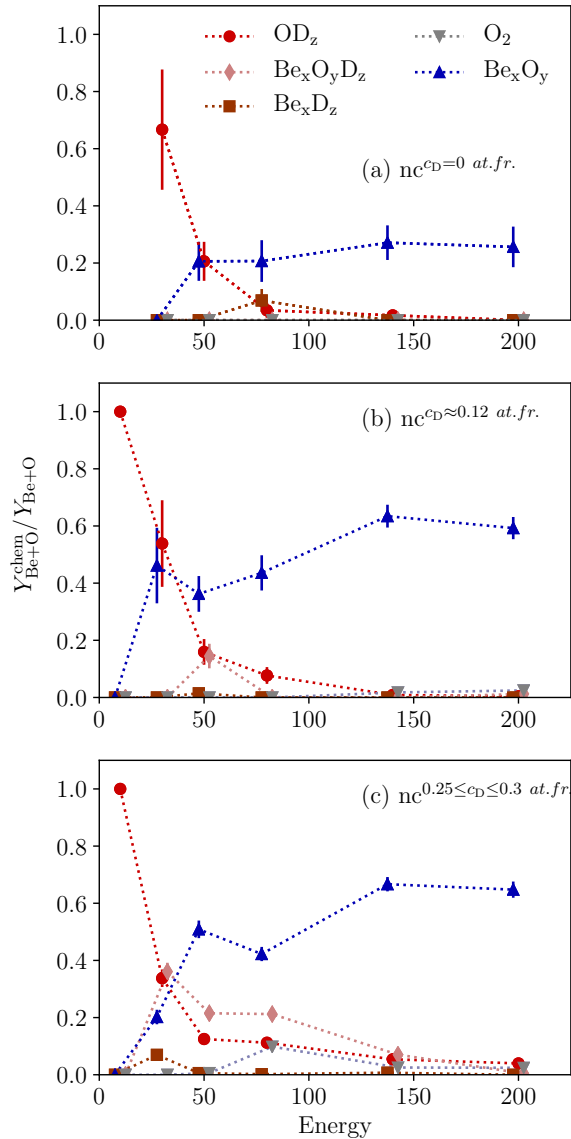 OD_z
O_2
Be_xO_yD_z
Be_xO_y
Be_xD_z
(a) nc^{c_D=0 at.fr.}
1.0
0.8
0.6
0.4
0.2
0.0
0 50 100 150 200
(b) nc^{c_D≈0.12 at.fr.}
1.0
0.8
0.6
0.4
0.2
0.0
0 50 100 150 200
Y^{chem}_{Be+O}/Y_{Be+O}
(c) nc^{0.25≤c_D≤0.3 at.fr.}
1.0
0.8
0.6
0.4
0.2
0.0
0 50 100 150 200
Energy